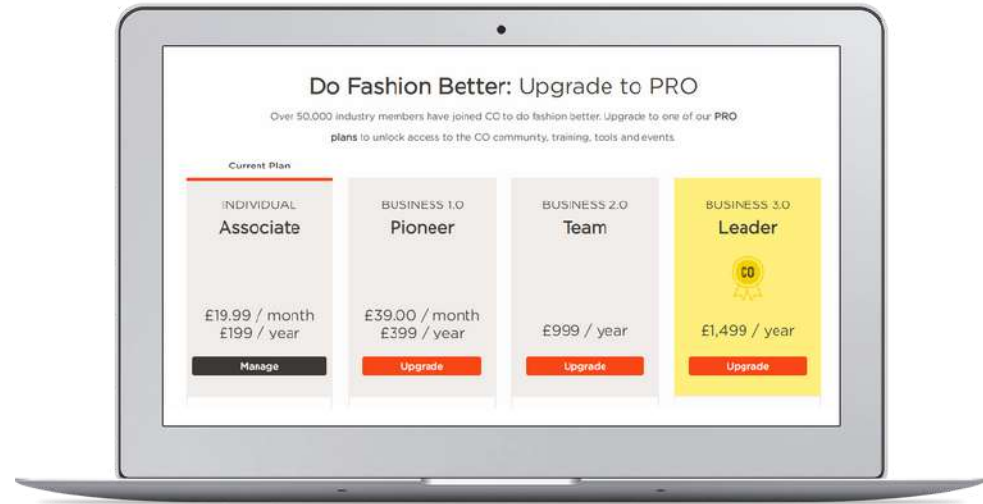 Do Fashion Better: Upgrade to PRO
Over 50,000 industry members have joined CO to do fashion better. Upgrade to one of our PRO
plans to unlock access to the CO community, training, tools and events.
Current Plan
INDIVIDUAL
Associate
£19.99 / month
£199 / year
Manage
BUSINESS 1.0
Pioneer
£39.00 / month
£399 / year
Upgrade
BUSINESS 2.0
Team
£999 / year
Upgrade
BUSINESS 3.0
Leader
CO
£1,499 / year
Upgrade